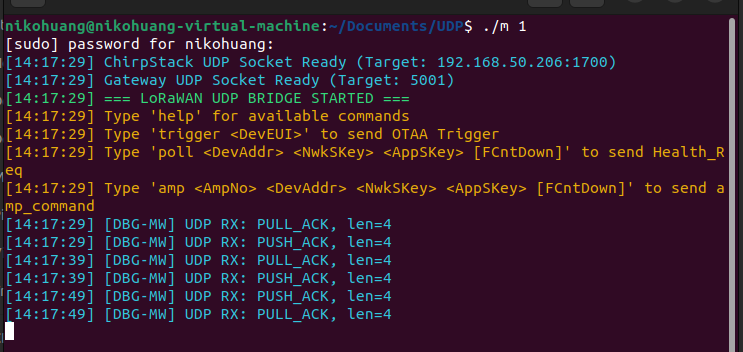 nikohuang@nikohuang-virtual-machine:~/Documents/UDP$ ./m 1
[sudo] password for nikohuang:
[14:17:29] ChirpStack UDP Socket Ready (Target: 192.168.50.206:1700)
[14:17:29] Gateway UDP Socket Ready (Target: 5001)
[14:17:29] === LoRaWAN UDP BRIDGE STARTED ===
[14:17:29] Type 'help' for available commands
[14:17:29] Type 'trigger <DevEUI>' to send OTAA Trigger
[14:17:29] Type 'poll <DevAddr> <NwkSKey> <AppSKey> [FCntDown]' to send Health_R
eq
[14:17:29] Type 'amp <AmpNo> <DevAddr> <NwkSKey> <AppSKey> [FCntDown]' to send a
mp_command
[14:17:29] [DBG-MW] UDP RX: PULL_ACK, len=4
[14:17:29] [DBG-MW] UDP RX: PUSH_ACK, len=4
[14:17:39] [DBG-MW] UDP RX: PULL_ACK, len=4
[14:17:39] [DBG-MW] UDP RX: PUSH_ACK, len=4
[14:17:49] [DBG-MW] UDP RX: PUSH_ACK, len=4
[14:17:49] [DBG-MW] UDP RX: PULL_ACK, len=4